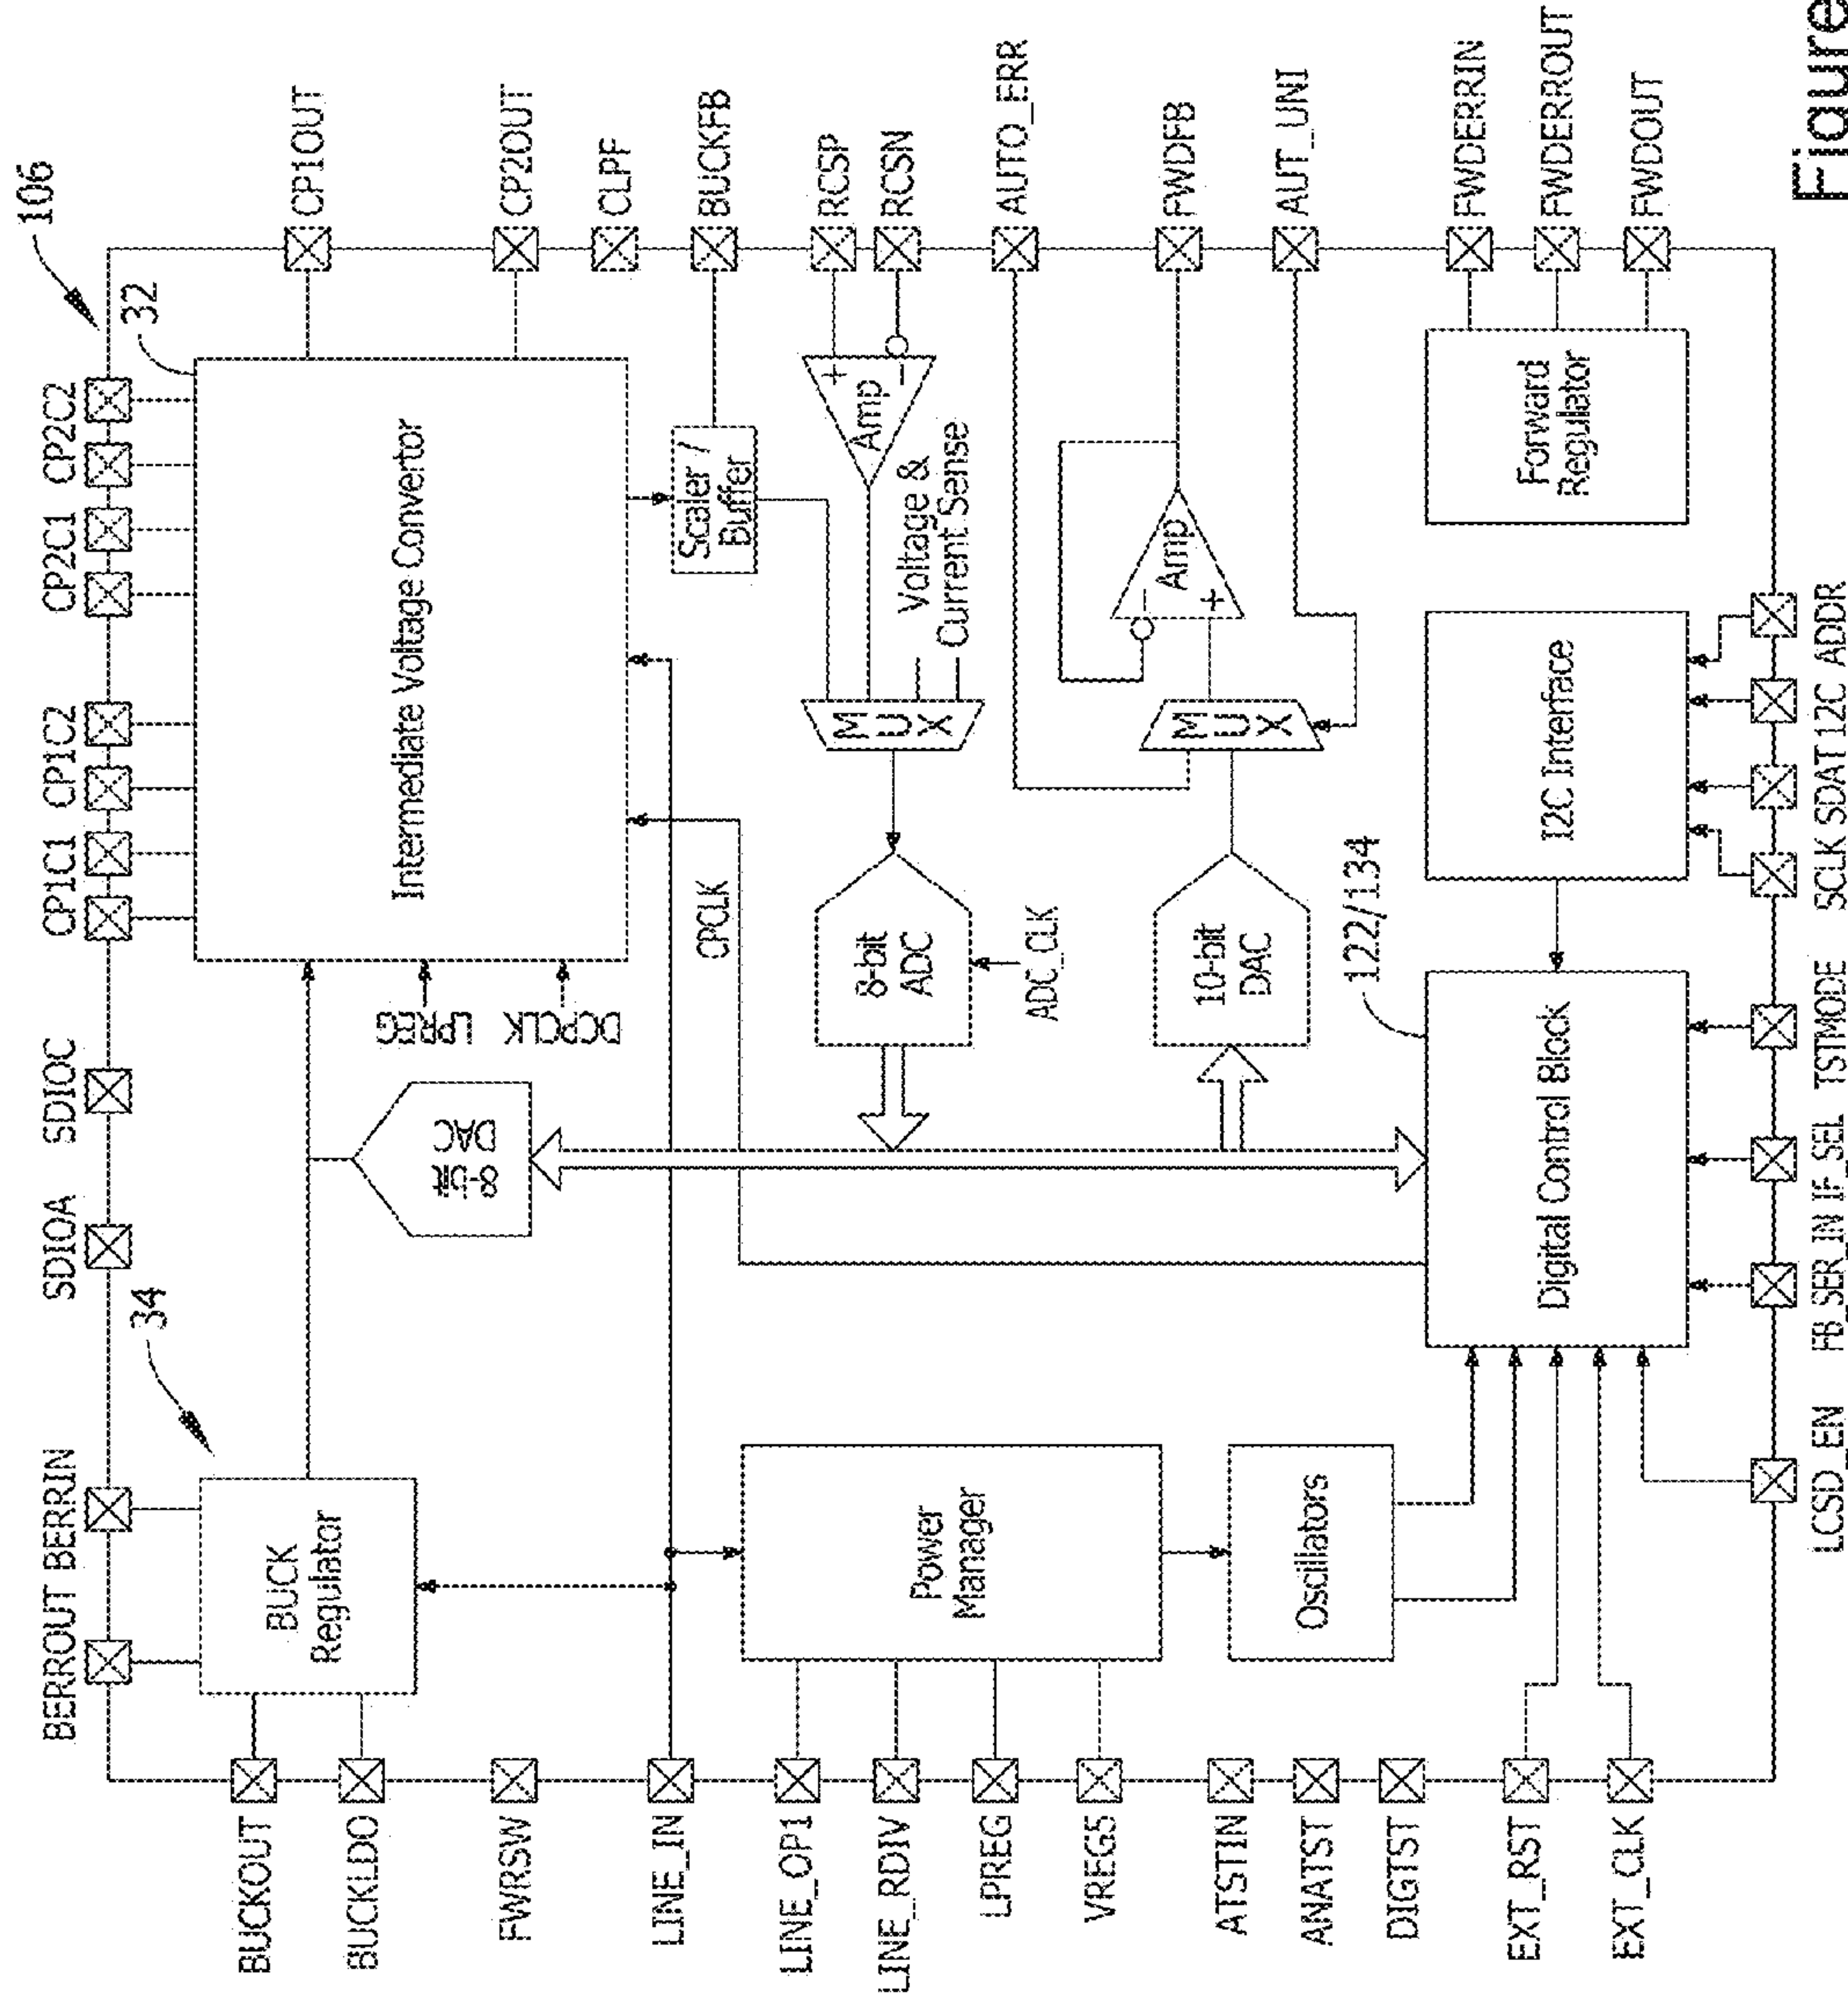 106
CP1C1 CP1C2 CP2C1 CP2C2
SDIOA SDIOC
BERROUT BERRIN
34
32
BUCKOUT
BUCKLDO
FWRSW
LINE_IN
LINE_OP1
LINE_RDIV
LPREG
VREG5
ATSTIN
ANATST
DIGTST
EXT_RST
EXT_CLK
BUCK
Regulator
8-bit
DAC
LPREG
DCPCLK
Intermediate Voltage Convertor
CPCLK
Scaler /
Buffer
+
−
Amp
Voltage &
Current Sense
M
U
X
8-bit
ADC
ADC_CLK
10-bit
DAC
M
U
X
−
+
Amp
Power
Manager
Oscillators
122/134
Digital Control Block
I2C Interface
Forward
Regulator
CP1OUT
CP2OUT
CLPF
BUCKFB
RCSP
RCSN
AUTO_ERR
FWDFB
AUT_UNI
FWDERRIN
FWDERROUT
FWDOUT
LCSD_EN FB_SER_IN IF_SEL TSTMODE SCLK SDAT I2C ADDR
Figure